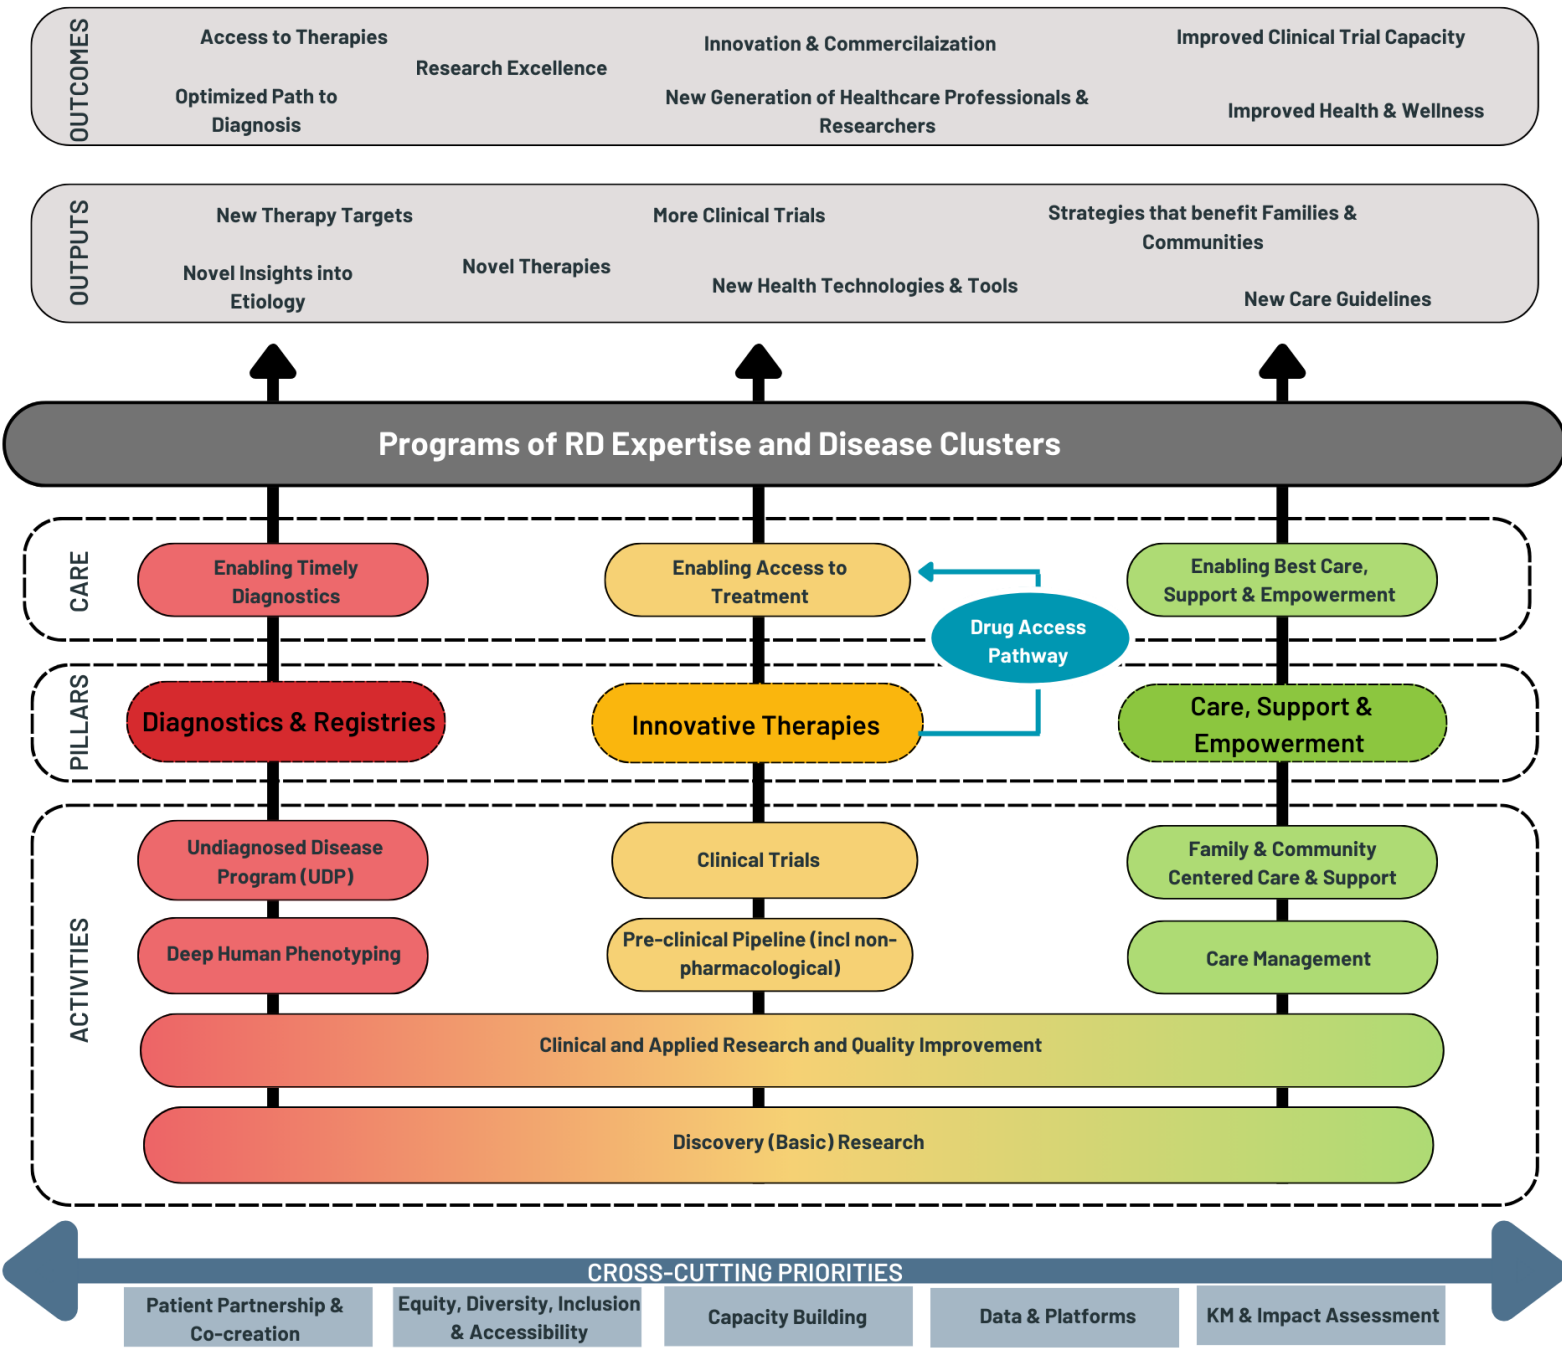 OUTCOMES
Access to Therapies
Research Excellence
Optimized Path to
Diagnosis
Innovation & Commercilaization
New Generation of Healthcare Professionals &
Researchers
Improved Clinical Trial Capacity
Improved Health & Wellness
OUTPUTS
New Therapy Targets
Novel Insights into
Etiology
Novel Therapies
More Clinical Trials
New Health Technologies & Tools
Strategies that benefit Families &
Communities
New Care Guidelines
Programs of RD Expertise and Disease Clusters
CARE
Enabling Timely
Diagnostics
Enabling Access to
Treatment
Enabling Best Care,
Support & Empowerment
Drug Access
Pathway
PILLARS
Diagnostics & Registries
Innovative Therapies
Care, Support &
Empowerment
ACTIVITIES
Undiagnosed Disease
Program (UDP)
Clinical Trials
Family & Community
Centered Care & Support
Deep Human Phenotyping
Pre-clinical Pipeline (incl non-
pharmacological)
Care Management
Clinical and Applied Research and Quality Improvement
Discovery (Basic) Research
CROSS-CUTTING PRIORITIES
Patient Partnership &
Co-creation
Equity, Diversity, Inclusion
& Accessibility
Capacity Building
Data & Platforms
KM & Impact Assessment